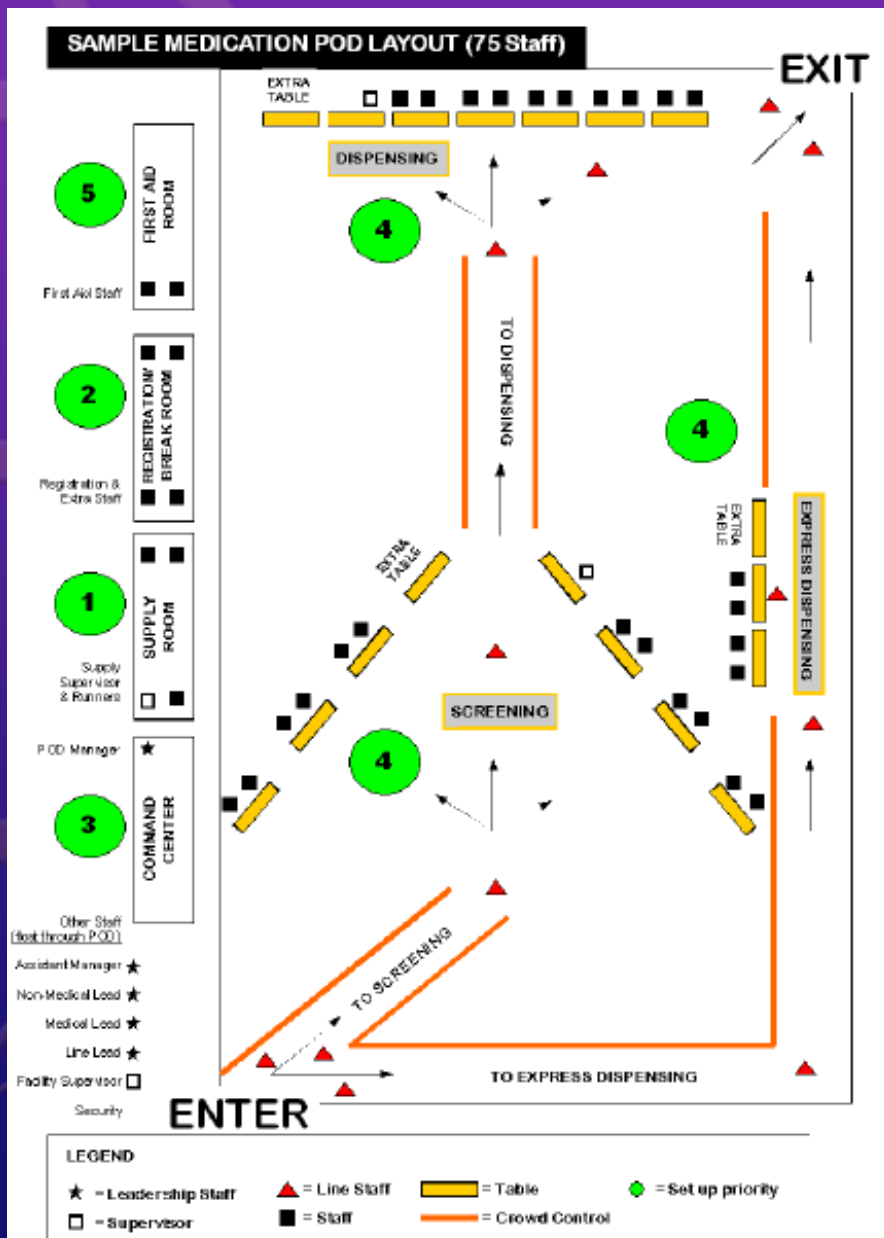 SAMPLE MEDICATION POD LAYOUT (75 Staff)
EXIT
EXTRA
TABLE
DISPENSING
5
FIRST AID
ROOM
First Aid Staff
4
TO DISPENSING
2
REGISTRATION/
BREAK ROOM
Registration &
Extra Staff
4
EXTRA
TABLE
EXPRESS DISPENSING
EXTRA
TABLE
1
SUPPLY
ROOM
Supply
Supervisor
& Runners
SCREENING
POD Manager
4
3
COMMAND
CENTER
Other Staff
(float through POD)
Assistant Manager
Non-Medical Lead
Medical Lead
Line Lead
Facility Supervisor
Security
TO SCREENING
TO EXPRESS DISPENSING
ENTER
LEGEND
= Leadership Staff
= Line Staff
= Table
= Set up priority
= Supervisor
= Staff
= Crowd Control